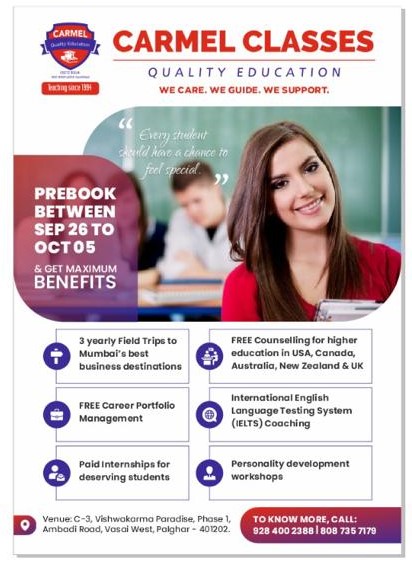 CARMEL
Quality Education
Teaching since 1994
CARMEL CLASSES
QUALITY EDUCATION
WE CARE. WE GUIDE. WE SUPPORT.
“
Every student
should have a chance to
feel special.
”
PREBOOK
BETWEEN
SEP 26 TO
OCT 05
& GET MAXIMUM
BENEFITS
3 yearly Field Trips to
Mumbai's best
business destinations
FREE Counselling for higher
education in USA, Canada,
Australia, New Zealand & UK
FREE Career Portfolio
Management
International English
Language Testing System
(IELTS) Coaching
Paid Internships for
deserving students
Personality development
workshops
Venue: C-3, Vishwakarma Paradise, Phase 1,
Ambadi Road, Vasai West, Palghar - 401202.
TO KNOW MORE, CALL:
928 400 2388 | 808 735 7179